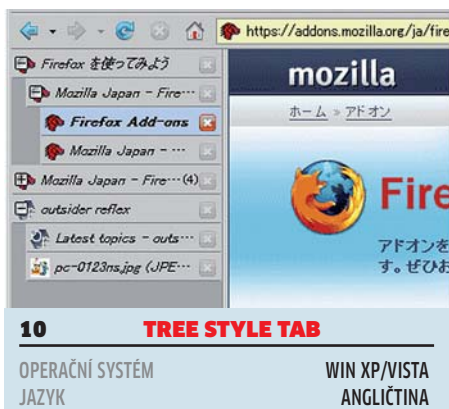 https://addons.mozilla.org/ja/fire
Firefox を使ってみよう
Mozilla Japan - Fire…
Firefox Add-ons
Mozilla Japan - …
Mozilla Japan - Fire…(4)
outsider reflex
Latest topics - outs…
pc-0123ns.jpg (JPE…
mozilla
ホーム » アドオン
Fire
アドオンを
す。ぜひお
10 TREE STYLE TAB
OPERAČNÍ SYSTÉM WIN XP/VISTA
JAZYK ANGLIČTINA